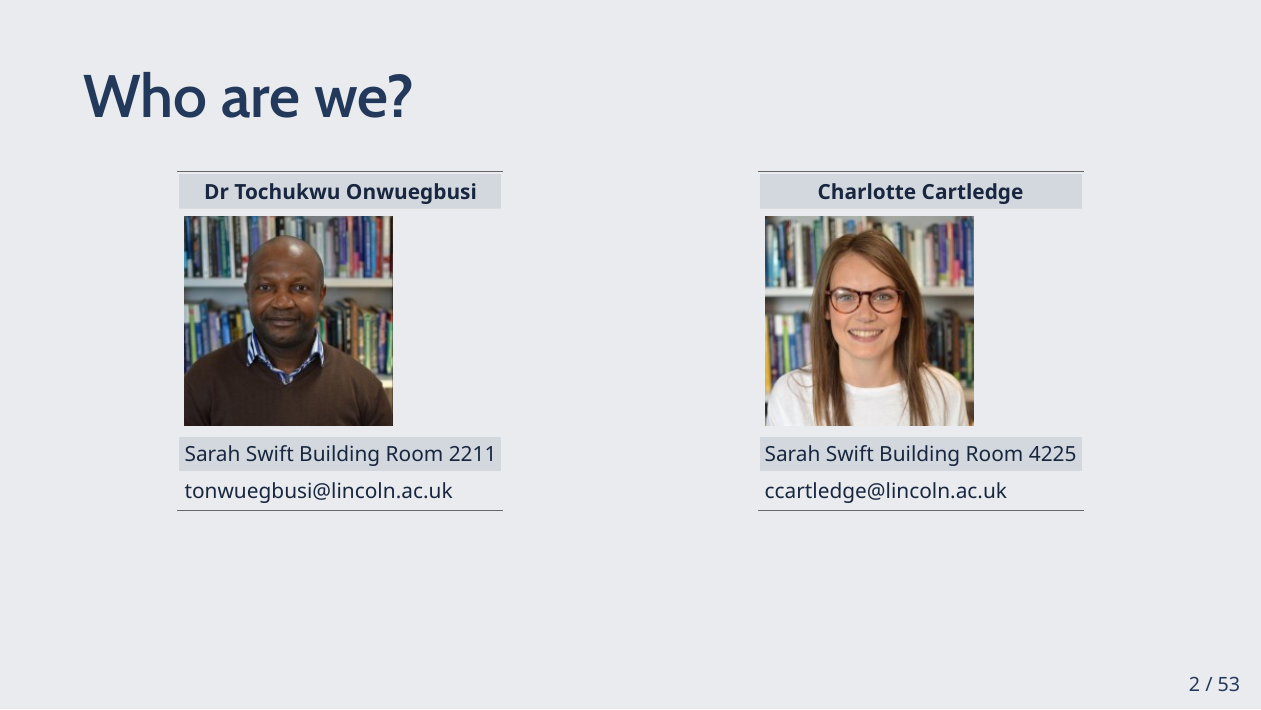 Who are we?
Dr Tochukwu Onwuegbusi
Sarah Swift Building Room 2211
tonwuegbusi@lincoln.ac.uk
Charlotte Cartledge
Sarah Swift Building Room 4225
ccartledge@lincoln.ac.uk
2 / 53